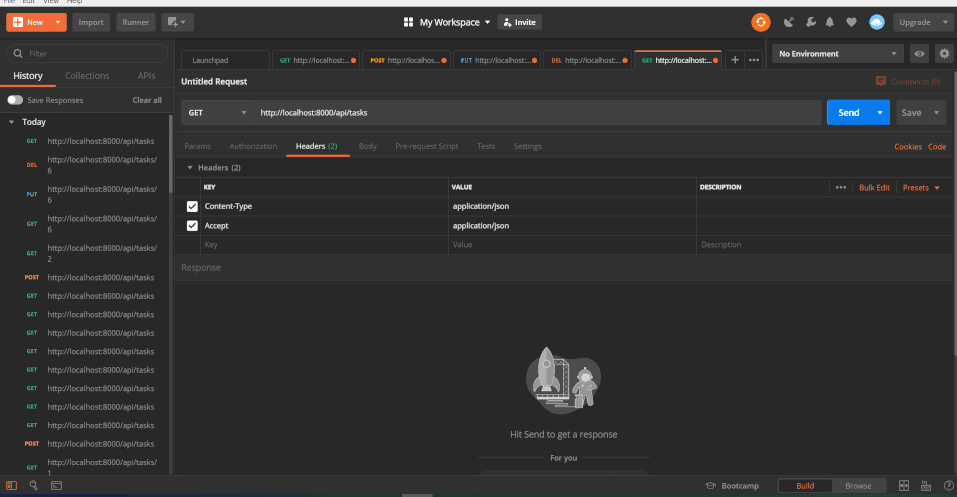 File Edit View Help
New Import Runner My Workspace Invite Upgrade
Filter
Launchpad GET http://localhost:... POST http://localhos... PUT http://localhost:... DEL http://localhost:... GET http://localhost:... No Environment
History Collections APIs
Untitled Request Comments (0)
Save Responses Clear all
GET http://localhost:8000/api/tasks Send Save
Today
GET http://localhost:8000/api/tasks
DEL http://localhost:8000/api/tasks/
6
PUT http://localhost:8000/api/tasks/
6
GET http://localhost:8000/api/tasks/
6
GET http://localhost:8000/api/tasks/
2
POST http://localhost:8000/api/tasks
GET http://localhost:8000/api/tasks
GET http://localhost:8000/api/tasks
GET http://localhost:8000/api/tasks
GET http://localhost:8000/api/tasks
GET http://localhost:8000/api/tasks
GET http://localhost:8000/api/tasks
GET http://localhost:8000/api/tasks
GET http://localhost:8000/api/tasks
POST http://localhost:8000/api/tasks
GET http://localhost:8000/api/tasks/
1
Params Authorization Headers (2) Body Pre-request Script Tests Settings Cookies Code
Headers (2)
KEY VALUE DESCRIPTION ••• Bulk Edit Presets
Content-Type application/json
Accept application/json
Key Value Description
Response
Hit Send to get a response
For you
Bootcamp Build Browse